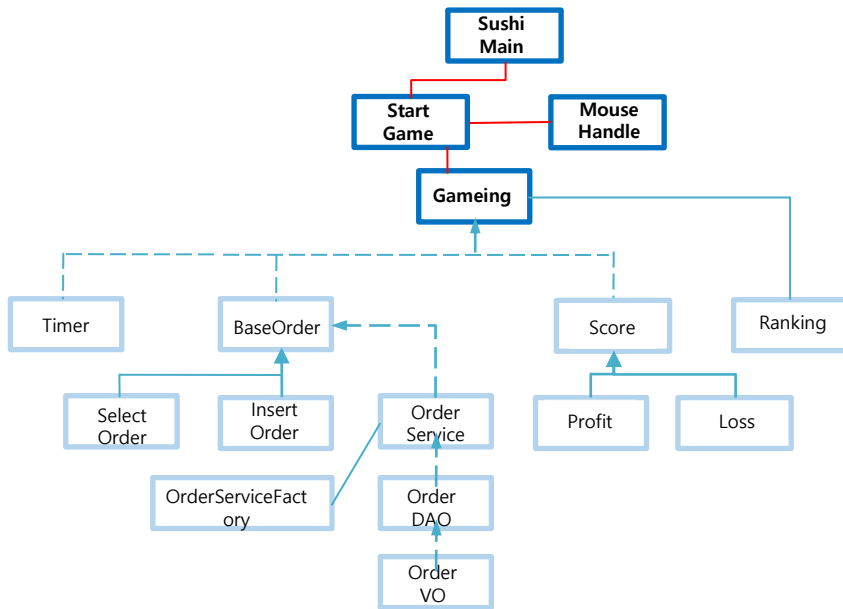 Sushi
Main
Start
Game
Mouse
Handle
Gameing
Timer
BaseOrder
Score
Ranking
Select
Order
Insert
Order
Order
Service
Profit
Loss
OrderServiceFact
ory
Order
DAO
Order
VO